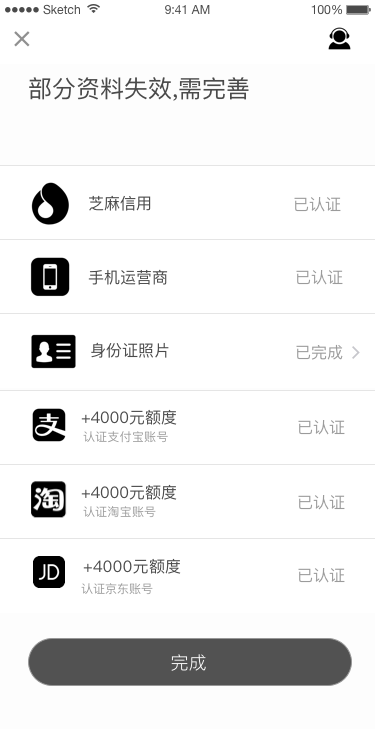 Sketch 9:41 AM 100%
部分资料失效,需完善
芝麻信用 已认证
手机运营商 已认证
身份证照片 已完成
支 +4000元额度 已认证
认证支付宝账号
淘 +4000元额度 已认证
认证淘宝账号
JD +4000元额度 已认证
认证京东账号
完成